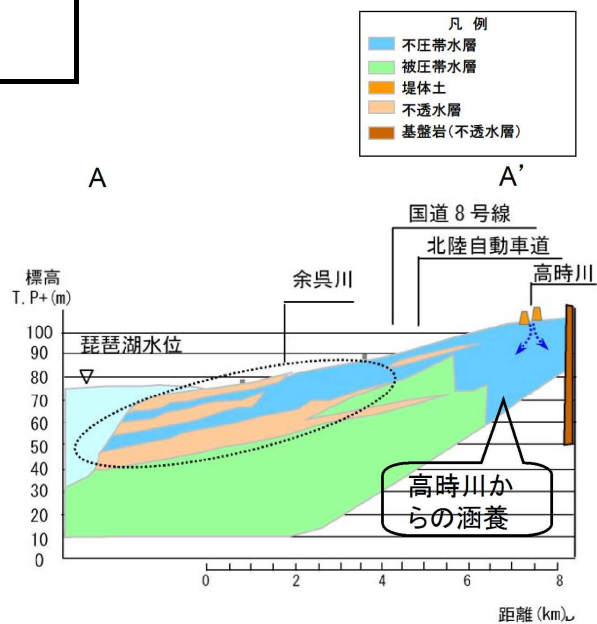 凡 例
不圧帯水層
被圧帯水層
堤体土
不透水層
基盤岩(不透水層)
A
A’
国道８号線
北陸自動車道
高時川
余呉川
標高
T.P+(m)
琵琶湖水位
100
90
80
70
60
50
40
30
20
10
0
高時川か
らの涵養
0 2 4 6 8
距離(km)